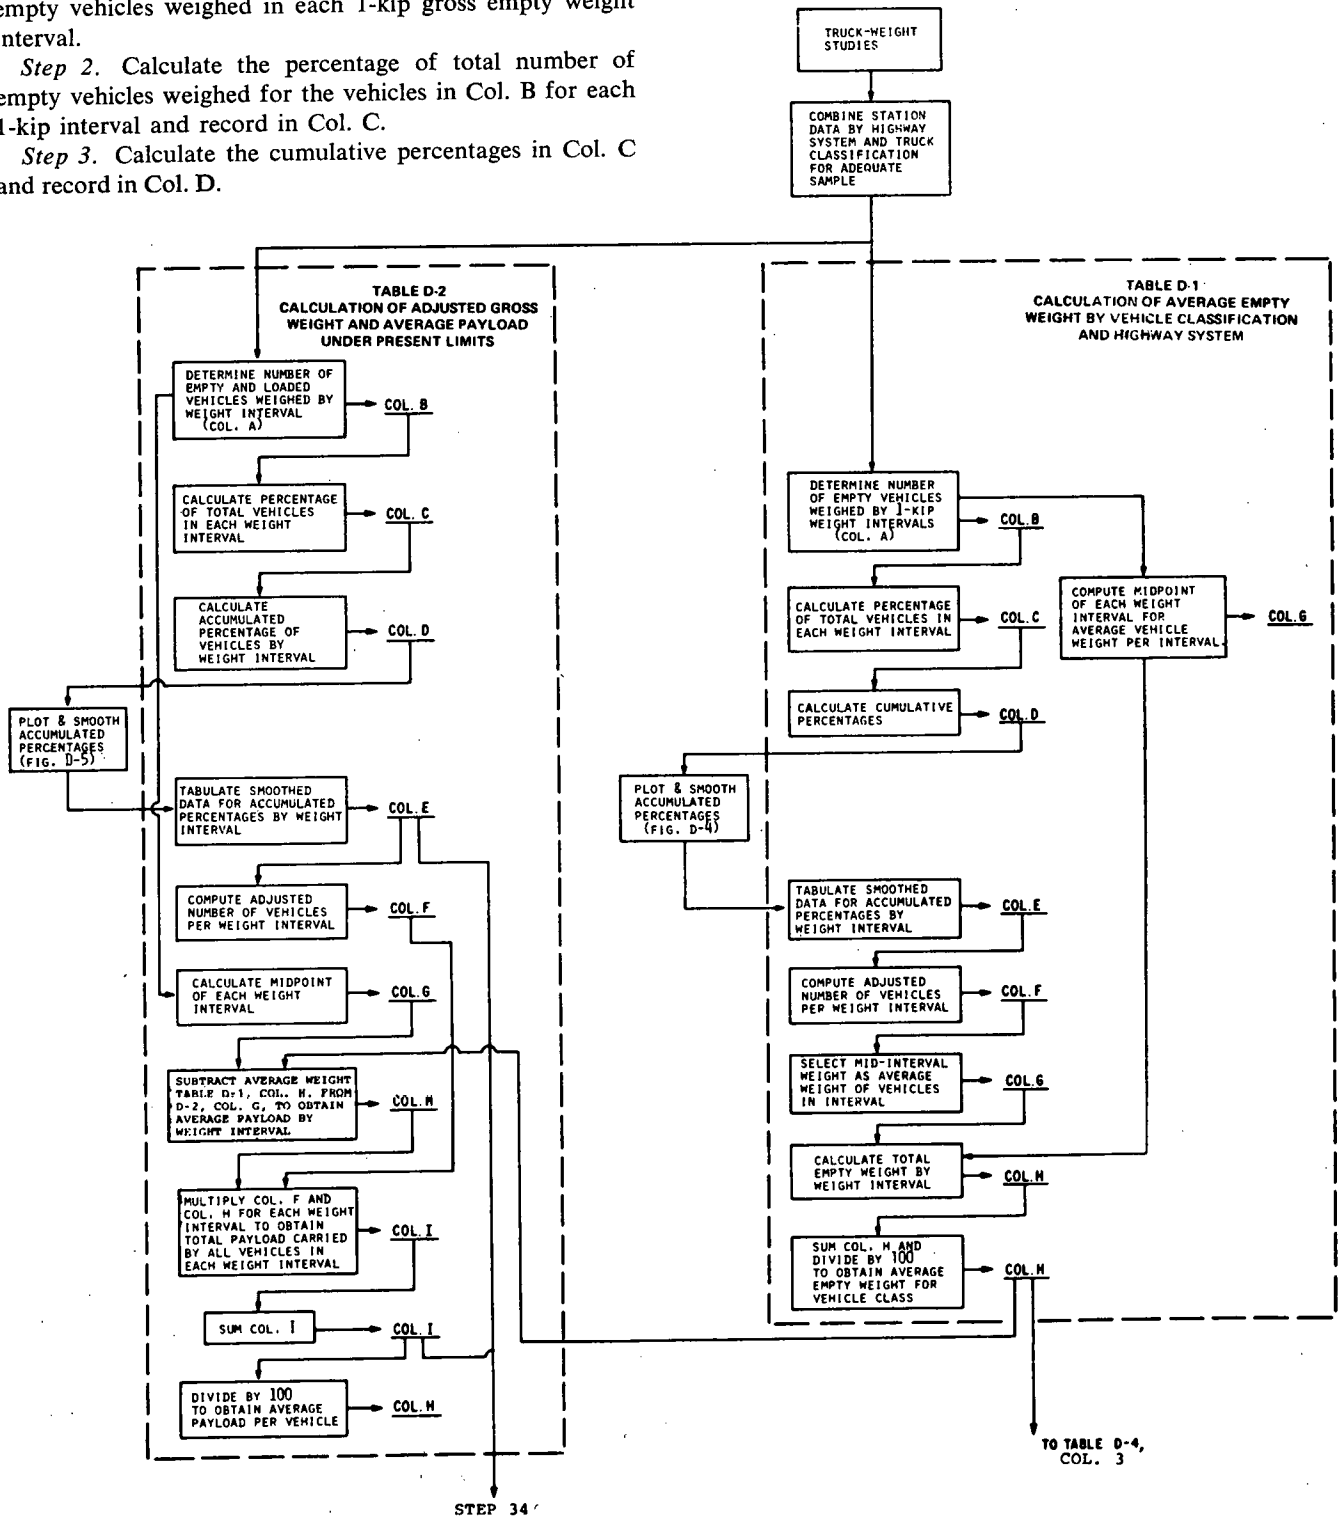 empty vehicles weighed in each 1-kip gross empty weight
interval.
Step 2. Calculate the percentage of total number of
empty vehicles weighed for the vehicles in Col. B for each
1-kip interval and record in Col. C.
Step 3. Calculate the cumulative percentages in Col. C
and record in Col. D.
TRUCK-WEIGHT
STUDIES
COMBINE STATION
DATA BY HIGHWAY
SYSTEM AND TRUCK
CLASSIFICATION
FOR ADEQUATE
SAMPLE
TABLE D-2
CALCULATION OF ADJUSTED GROSS
WEIGHT AND AVERAGE PAYLOAD
UNDER PRESENT LIMITS
DETERMINE NUMBER OF
EMPTY AND LOADED
VEHICLES WEIGHED BY
WEIGHT INTERVAL
(COL. A)
COL. B
CALCULATE PERCENTAGE
OF TOTAL VEHICLES
IN EACH WEIGHT
INTERVAL
COL. C
CALCULATE
ACCUMULATED
PERCENTAGE OF
VEHICLES BY
WEIGHT INTERVAL
COL. D
PLOT & SMOOTH
ACCUMULATED
PERCENTAGES
(FIG. D-5)
TABULATE SMOOTHED
DATA FOR ACCUMULATED
PERCENTAGES BY WEIGHT
INTERVAL
COL. E
COMPUTE ADJUSTED
NUMBER OF VEHICLES
PER WEIGHT INTERVAL
COL. F
CALCULATE MIDPOINT
OF EACH WEIGHT
INTERVAL
COL. G
SUBTRACT AVERAGE WEIGHT
TABLE D-1, COL. H, FROM
D-2, COL. G, TO OBTAIN
AVERAGE PAYLOAD BY
WEIGHT INTERVAL
COL. H
MULTIPLY COL. F AND
COL. H FOR EACH WEIGHT
INTERVAL TO OBTAIN
TOTAL PAYLOAD CARRIED
BY ALL VEHICLES IN
EACH WEIGHT INTERVAL
COL. I
SUM COL. I
COL. I
DIVIDE BY 100
TO OBTAIN AVERAGE
PAYLOAD PER VEHICLE
COL. H
STEP 34
TABLE D-1
CALCULATION OF AVERAGE EMPTY
WEIGHT BY VEHICLE CLASSIFICATION
AND HIGHWAY SYSTEM
DETERMINE NUMBER
OF EMPTY VEHICLES
WEIGHED BY 1-KIP
WEIGHT INTERVALS
(COL. A)
COL. B
COMPUTE MIDPOINT
OF EACH WEIGHT
INTERVAL FOR
AVERAGE VEHICLE
WEIGHT PER INTERVAL
COL. G
CALCULATE PERCENTAGE
OF TOTAL VEHICLES IN
EACH WEIGHT INTERVAL
COL. C
CALCULATE CUMULATIVE
PERCENTAGES
COL. D
PLOT & SMOOTH
ACCUMULATED
PERCENTAGES
(FIG. D-4)
TABULATE SMOOTHED
DATA FOR ACCUMULATED
PERCENTAGES BY
WEIGHT INTERVAL
COL. E
COMPUTE ADJUSTED
NUMBER OF VEHICLES
PER WEIGHT INTERVAL
COL. F
SELECT MID-INTERVAL
WEIGHT AS AVERAGE
WEIGHT OF VEHICLES
IN INTERVAL
COL. G
CALCULATE TOTAL
EMPTY WEIGHT BY
WEIGHT INTERVAL
COL. H
SUM COL. H AND
DIVIDE BY 100
TO OBTAIN AVERAGE
EMPTY WEIGHT FOR
VEHICLE CLASS
COL. H
TO TABLE D-4,
COL. 3